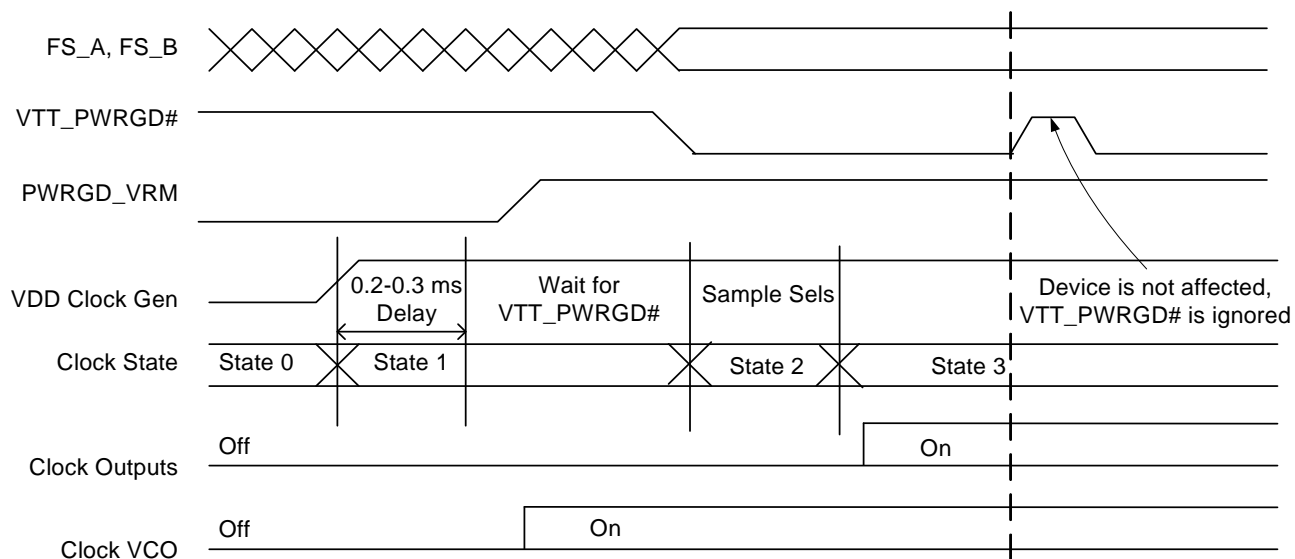 FS_A, FS_B
VTT_PWRGD#
PWRGD_VRM
VDD Clock Gen
0.2-0.3 ms
Delay
Wait for
VTT_PWRGD#
Sample Sels
Device is not affected,
VTT_PWRGD# is ignored
Clock State
State 0
State 1
State 2
State 3
Clock Outputs
Off
On
Clock VCO
Off
On